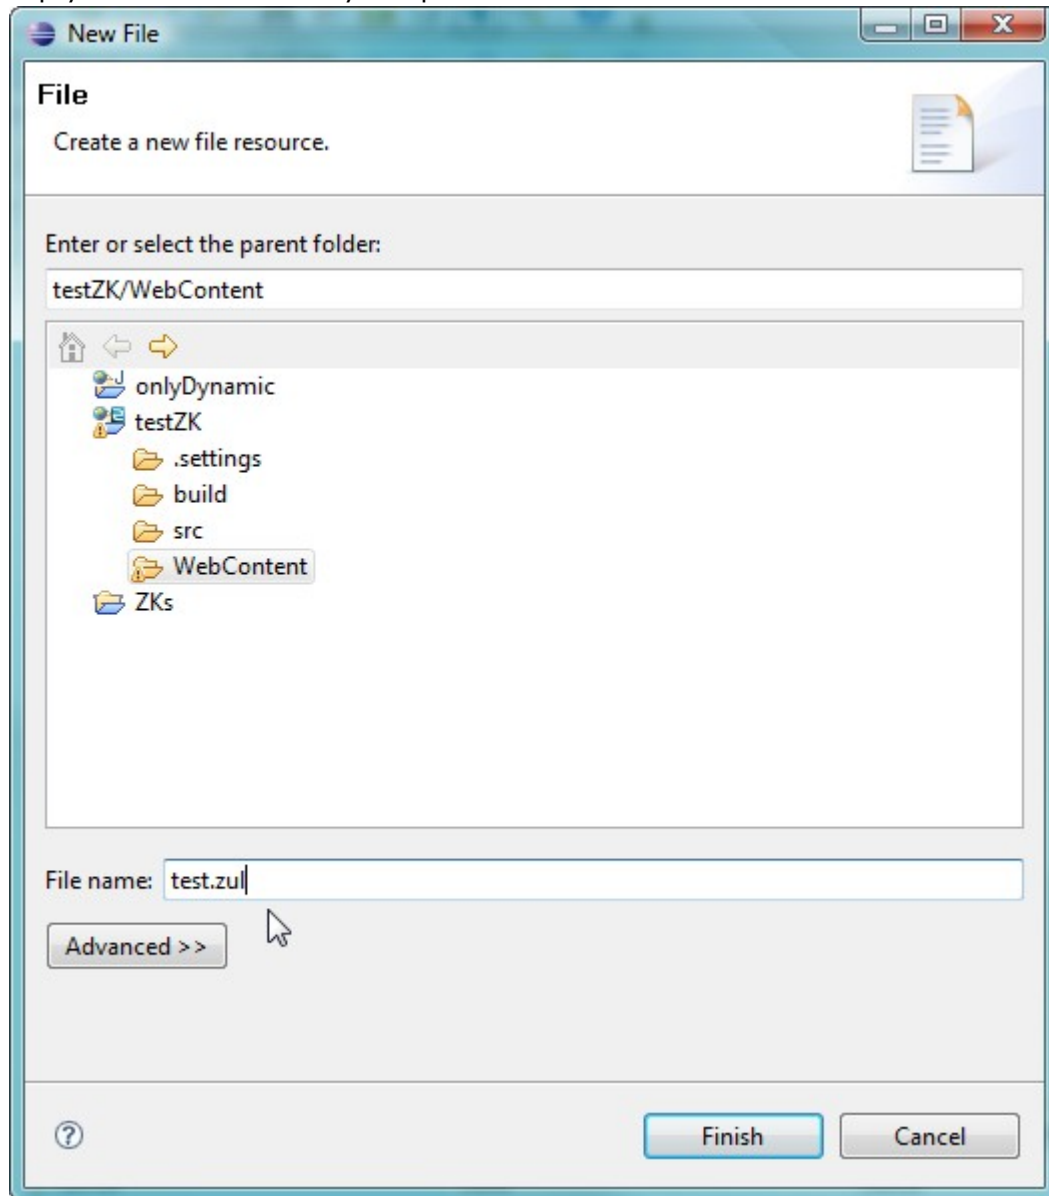 New File
File
Create a new file resource.
Enter or select the parent folder:
testZK/WebContent
onlyDynamic
testZK
.settings
build
src
WebContent
ZKs
File name: test.zul
Advanced >>
? Finish Cancel